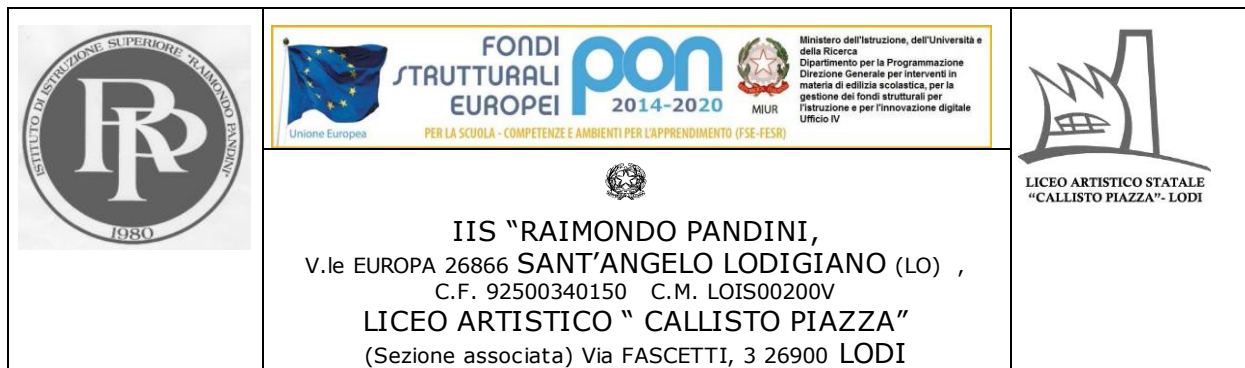 ISTITUTO DI ISTRUZIONE SUPERIORE "RAIMONDO PANDINI"
1980
Unione Europea
FONDI
STRUTTURALI
EUROPEI
pon
2014-2020
MIUR
Ministero dell'Istruzione, dell'Università e
della Ricerca
Dipartimento per la Programmazione
Direzione Generale per interventi in
materia di edilizia scolastica, per la
gestione dei fondi strutturali per
l'istruzione e per l'innovazione digitale
Ufficio IV
PER LA SCUOLA - COMPETENZE E AMBIENTI PER L'APPRENDIMENTO (FSE-FESR)
IIS “RAIMONDO PANDINI,
V.le EUROPA 26866 SANT’ANGELO LODIGIANO (LO) ,
C.F. 92500340150 C.M. LOIS00200V
LICEO ARTISTICO “ CALLISTO PIAZZA”
(Sezione associata) Via FASCETTI, 3 26900 LODI
LICEO ARTISTICO STATALE
“CALLISTO PIAZZA”- LODI